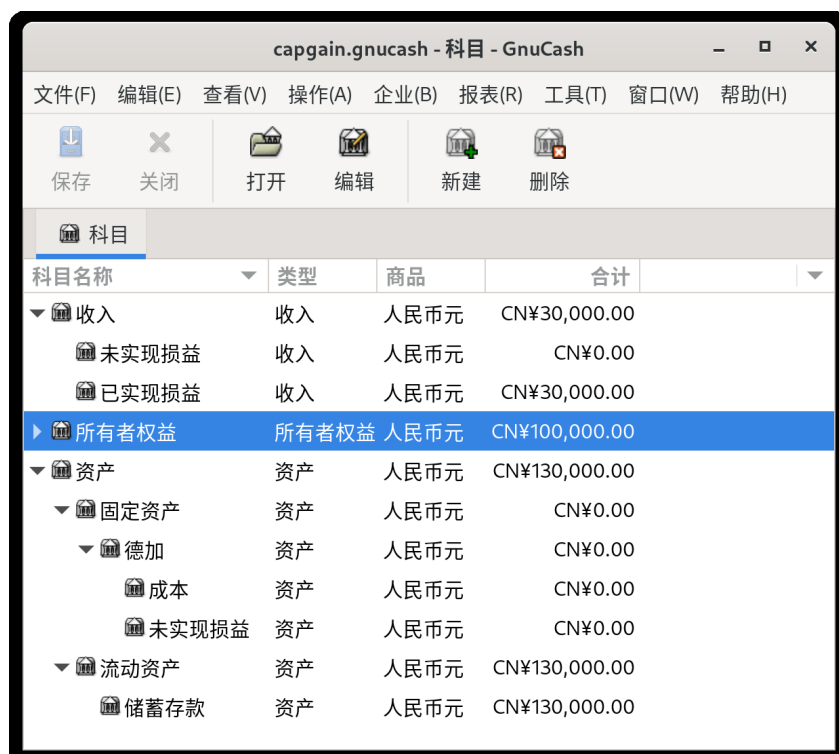 capgain.gnucash - 科目 - GnuCash
文件(F) 编辑(E) 查看(V) 操作(A) 企业(B) 报表(R) 工具(T) 窗口(W) 帮助(H)
保存 关闭 打开 编辑 新建 删除
科目
科目名称 类型 商品 合计
收入 收入 人民币元 CN¥30,000.00
未实现损益 收入 人民币元 CN¥0.00
已实现损益 收入 人民币元 CN¥30,000.00
所有者权益 所有者权益 人民币元 CN¥100,000.00
资产 资产 人民币元 CN¥130,000.00
固定资产 资产 人民币元 CN¥0.00
德加 资产 人民币元 CN¥0.00
成本 资产 人民币元 CN¥0.00
未实现损益 资产 人民币元 CN¥0.00
流动资产 资产 人民币元 CN¥130,000.00
储蓄存款 资产 人民币元 CN¥130,000.00